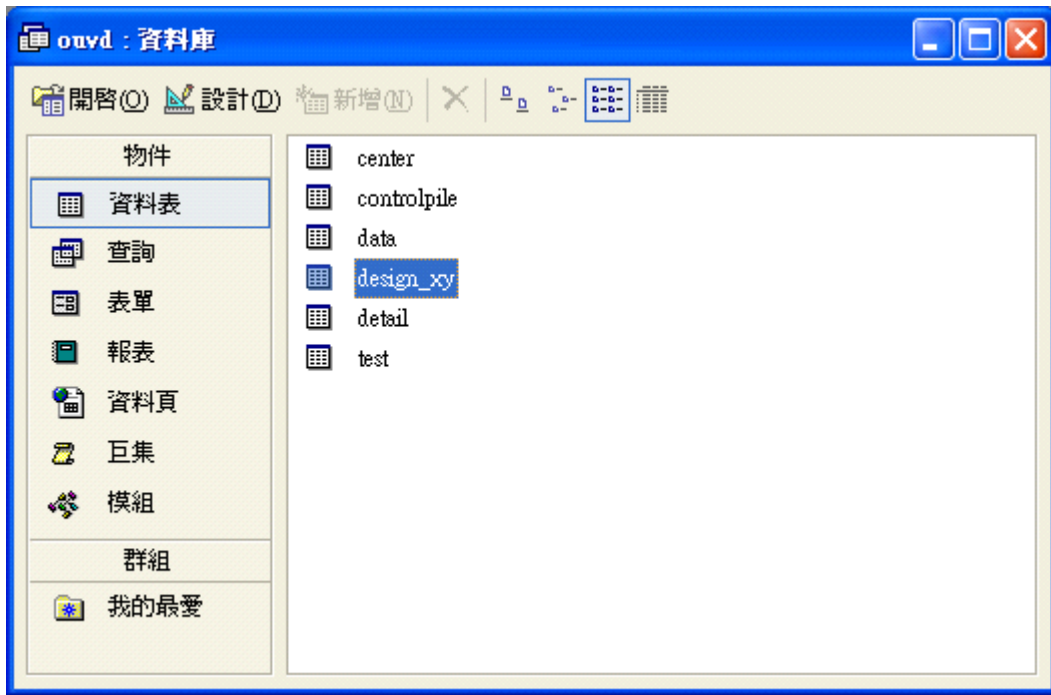 ouvd : 資料庫
開啓(O) 設計(D) 新增(N)
物件
資料表
查詢
表單
報表
資料頁
巨集
模組
群組
我的最愛
center
controlpile
data
design_xy
detail
test